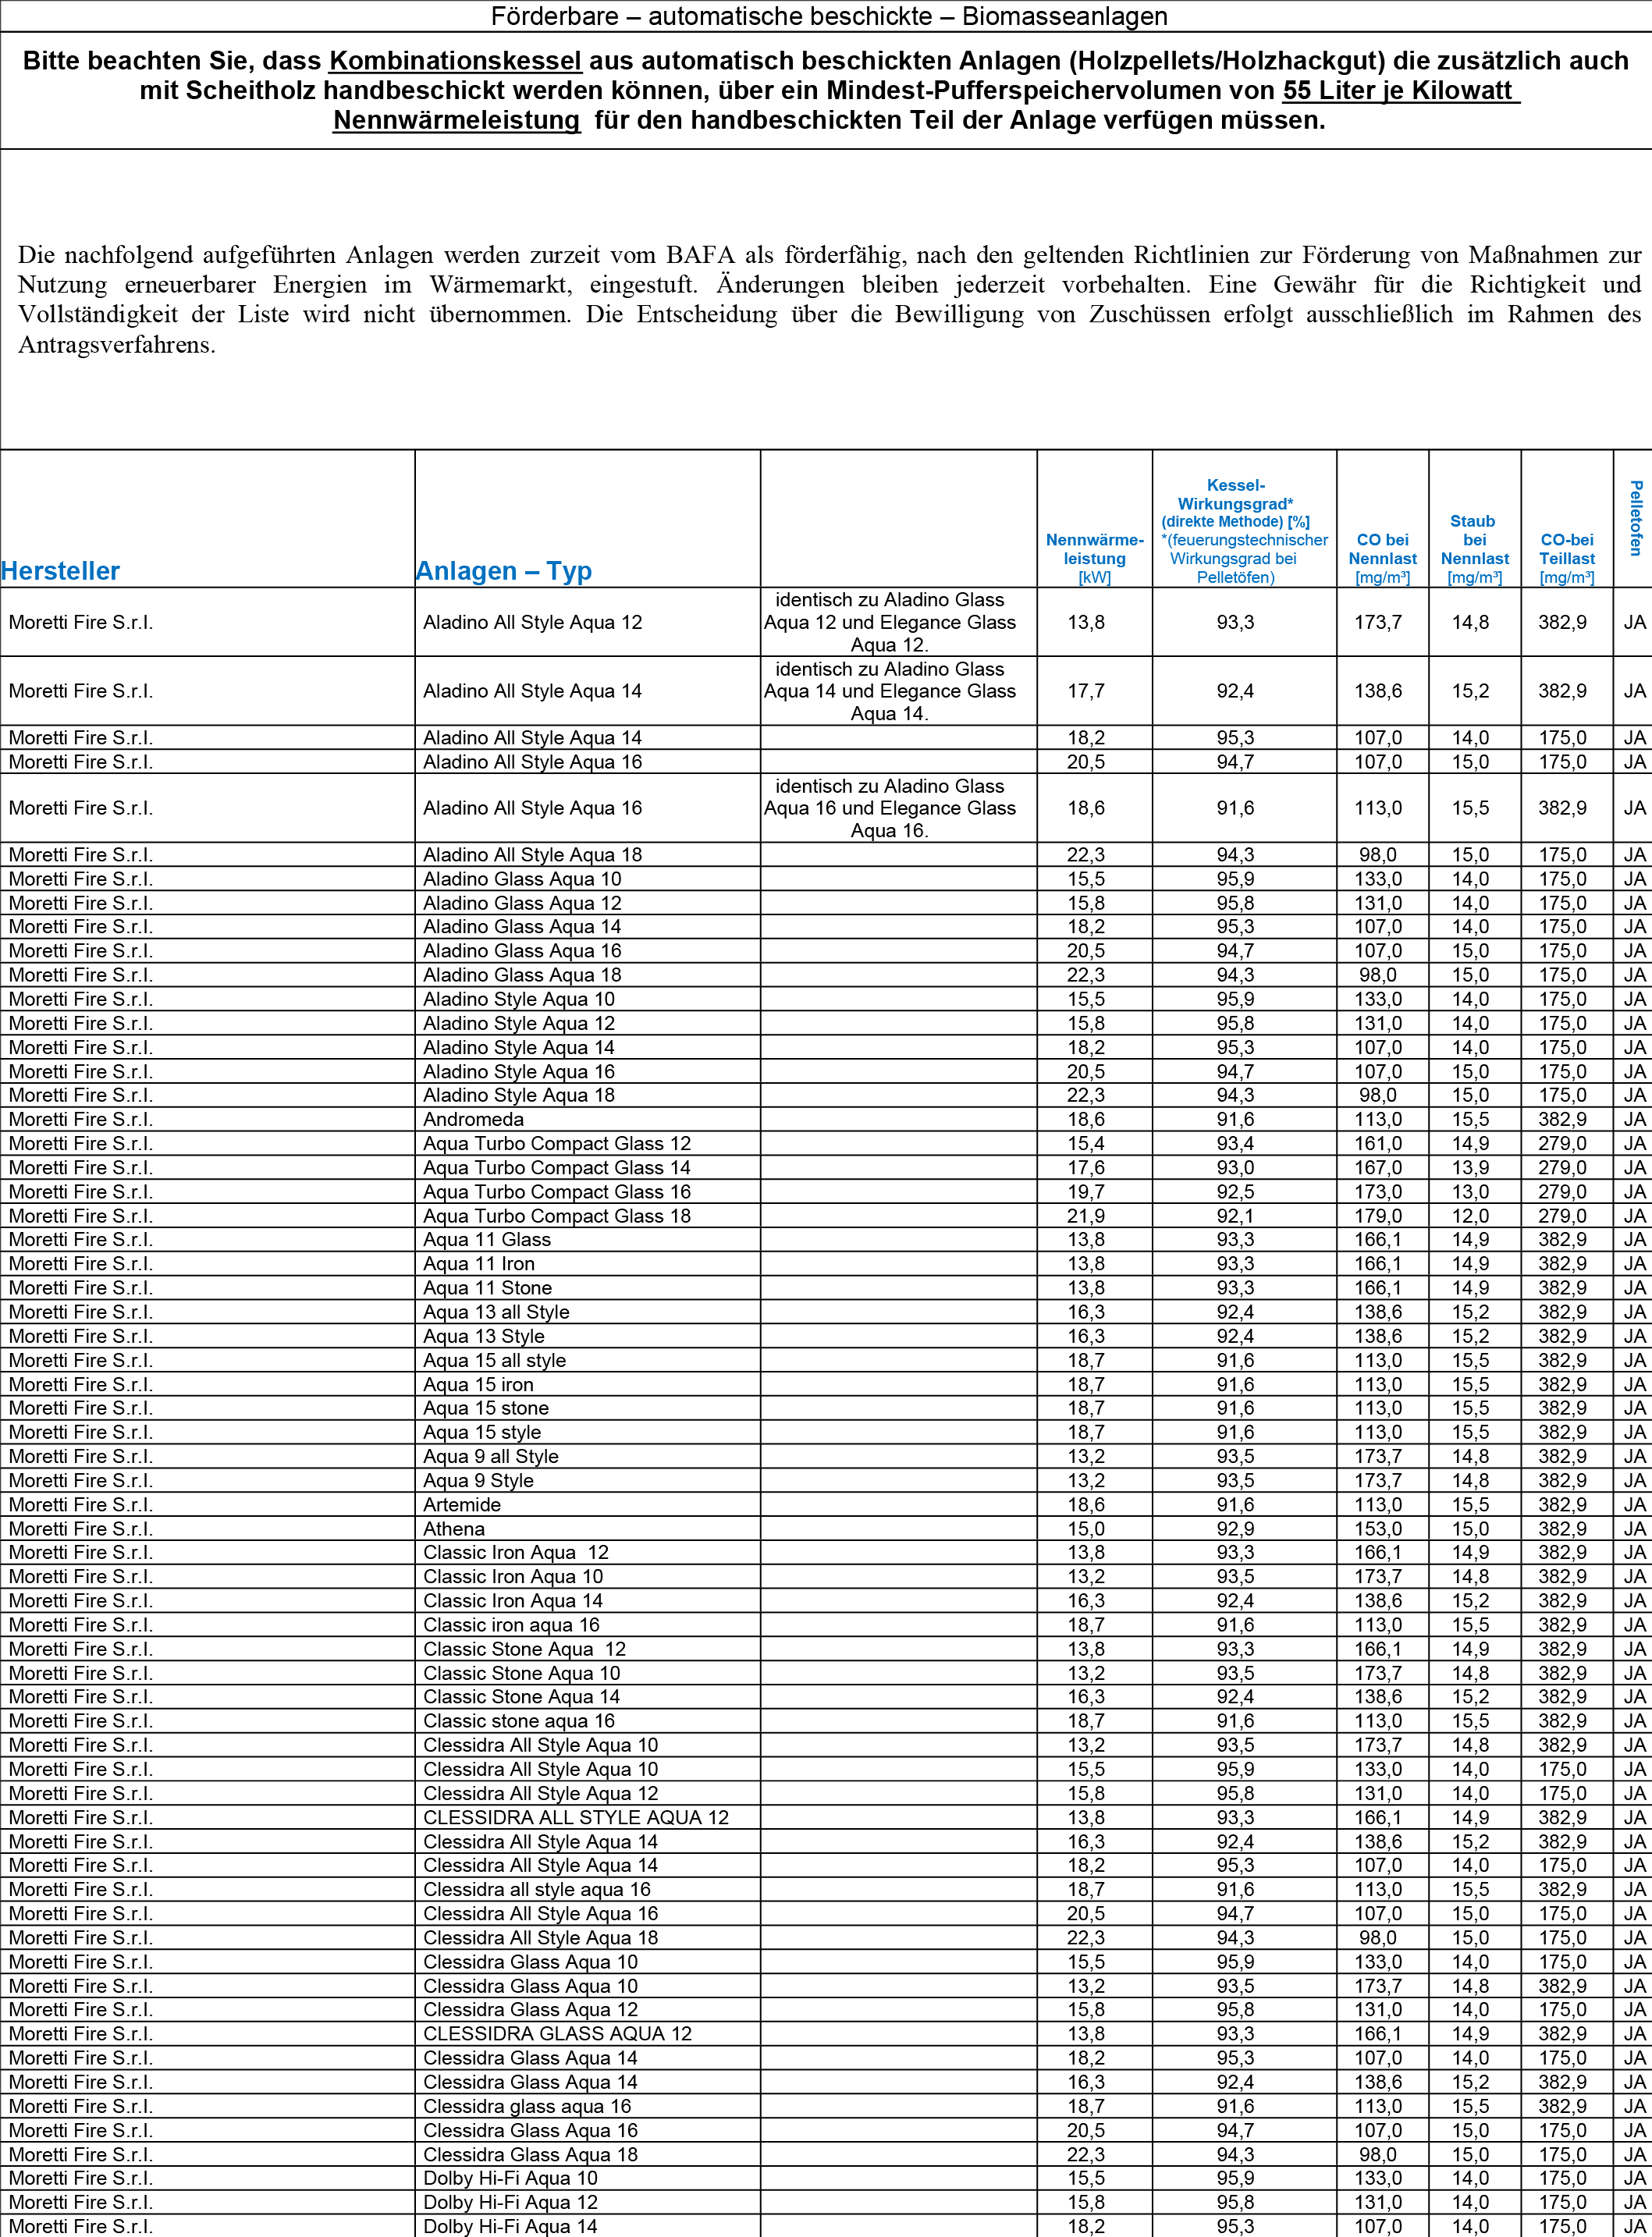 Förderbare – automatische beschickte – Biomasseanlagen
Bitte beachten Sie, dass Kombinationskessel aus automatisch beschickten Anlagen (Holzpellets/Holzhackgut) die zusätzlich auch
mit Scheitholz handbeschickt werden können, über ein Mindest-Pufferspeichervolumen von 55 Liter je Kilowatt
Nennwärmeleistung für den handbeschickten Teil der Anlage verfügen müssen.
Die nachfolgend aufgeführten Anlagen werden zurzeit vom BAFA als förderfähig, nach den geltenden Richtlinien zur Förderung von Maßnahmen zur
Nutzung erneuerbarer Energien im Wärmemarkt, eingestuft. Änderungen bleiben jederzeit vorbehalten. Eine Gewähr für die Richtigkeit und
Vollständigkeit der Liste wird nicht übernommen. Die Entscheidung über die Bewilligung von Zuschüssen erfolgt ausschließlich im Rahmen des
Antragsverfahrens.
Hersteller
Anlagen – Typ
Nennwärme-
leistung
[kW]
Kessel-
Wirkungsgrad*
(direkte Methode) [%]
*(feuerungstechnischer
Wirkungsgrad bei
Pelletöfen)
CO bei
Nennlast
[mg/m³]
Staub
bei
Nennlast
[mg/m³]
CO-bei
Teillast
[mg/m³]
Pelletofen
Moretti Fire S.r.l. Aladino All Style Aqua 12 identisch zu Aladino Glass
Aqua 12 und Elegance Glass
Aqua 12. 13,8 93,3 173,7 14,8 382,9 JA
Moretti Fire S.r.l. Aladino All Style Aqua 14 identisch zu Aladino Glass
Aqua 14 und Elegance Glass
Aqua 14. 17,7 92,4 138,6 15,2 382,9 JA
Moretti Fire S.r.l. Aladino All Style Aqua 14 18,2 95,3 107,0 14,0 175,0 JA
Moretti Fire S.r.l. Aladino All Style Aqua 16 20,5 94,7 107,0 15,0 175,0 JA
Moretti Fire S.r.l. Aladino All Style Aqua 16 identisch zu Aladino Glass
Aqua 16 und Elegance Glass
Aqua 16. 18,6 91,6 113,0 15,5 382,9 JA
Moretti Fire S.r.l. Aladino All Style Aqua 18 22,3 94,3 98,0 15,0 175,0 JA
Moretti Fire S.r.l. Aladino Glass Aqua 10 15,5 95,9 133,0 14,0 175,0 JA
Moretti Fire S.r.l. Aladino Glass Aqua 12 15,8 95,8 131,0 14,0 175,0 JA
Moretti Fire S.r.l. Aladino Glass Aqua 14 18,2 95,3 107,0 14,0 175,0 JA
Moretti Fire S.r.l. Aladino Glass Aqua 16 20,5 94,7 107,0 15,0 175,0 JA
Moretti Fire S.r.l. Aladino Glass Aqua 18 22,3 94,3 98,0 15,0 175,0 JA
Moretti Fire S.r.l. Aladino Style Aqua 10 15,5 95,9 133,0 14,0 175,0 JA
Moretti Fire S.r.l. Aladino Style Aqua 12 15,8 95,8 131,0 14,0 175,0 JA
Moretti Fire S.r.l. Aladino Style Aqua 14 18,2 95,3 107,0 14,0 175,0 JA
Moretti Fire S.r.l. Aladino Style Aqua 16 20,5 94,7 107,0 15,0 175,0 JA
Moretti Fire S.r.l. Aladino Style Aqua 18 22,3 94,3 98,0 15,0 175,0 JA
Moretti Fire S.r.l. Andromeda 18,6 91,6 113,0 15,5 382,9 JA
Moretti Fire S.r.l. Aqua Turbo Compact Glass 12 15,4 93,4 161,0 14,9 279,0 JA
Moretti Fire S.r.l. Aqua Turbo Compact Glass 14 17,6 93,0 167,0 13,9 279,0 JA
Moretti Fire S.r.l. Aqua Turbo Compact Glass 16 19,7 92,5 173,0 13,0 279,0 JA
Moretti Fire S.r.l. Aqua Turbo Compact Glass 18 21,9 92,1 179,0 12,0 279,0 JA
Moretti Fire S.r.l. Aqua 11 Glass 13,8 93,3 166,1 14,9 382,9 JA
Moretti Fire S.r.l. Aqua 11 Iron 13,8 93,3 166,1 14,9 382,9 JA
Moretti Fire S.r.l. Aqua 11 Stone 13,8 93,3 166,1 14,9 382,9 JA
Moretti Fire S.r.l. Aqua 13 all Style 16,3 92,4 138,6 15,2 382,9 JA
Moretti Fire S.r.l. Aqua 13 Style 16,3 92,4 138,6 15,2 382,9 JA
Moretti Fire S.r.l. Aqua 15 all style 18,7 91,6 113,0 15,5 382,9 JA
Moretti Fire S.r.l. Aqua 15 iron 18,7 91,6 113,0 15,5 382,9 JA
Moretti Fire S.r.l. Aqua 15 stone 18,7 91,6 113,0 15,5 382,9 JA
Moretti Fire S.r.l. Aqua 15 style 18,7 91,6 113,0 15,5 382,9 JA
Moretti Fire S.r.l. Aqua 9 all Style 13,2 93,5 173,7 14,8 382,9 JA
Moretti Fire S.r.l. Aqua 9 Style 13,2 93,5 173,7 14,8 382,9 JA
Moretti Fire S.r.l. Artemide 18,6 91,6 113,0 15,5 382,9 JA
Moretti Fire S.r.l. Athena 15,0 92,9 153,0 15,0 382,9 JA
Moretti Fire S.r.l. Classic Iron Aqua 12 13,8 93,3 166,1 14,9 382,9 JA
Moretti Fire S.r.l. Classic Iron Aqua 10 13,2 93,5 173,7 14,8 382,9 JA
Moretti Fire S.r.l. Classic Iron Aqua 14 16,3 92,4 138,6 15,2 382,9 JA
Moretti Fire S.r.l. Classic iron aqua 16 18,7 91,6 113,0 15,5 382,9 JA
Moretti Fire S.r.l. Classic Stone Aqua 12 13,8 93,3 166,1 14,9 382,9 JA
Moretti Fire S.r.l. Classic Stone Aqua 10 13,2 93,5 173,7 14,8 382,9 JA
Moretti Fire S.r.l. Classic Stone Aqua 14 16,3 92,4 138,6 15,2 382,9 JA
Moretti Fire S.r.l. Classic stone aqua 16 18,7 91,6 113,0 15,5 382,9 JA
Moretti Fire S.r.l. Clessidra All Style Aqua 10 13,2 93,5 173,7 14,8 382,9 JA
Moretti Fire S.r.l. Clessidra All Style Aqua 10 15,5 95,9 133,0 14,0 175,0 JA
Moretti Fire S.r.l. Clessidra All Style Aqua 12 15,8 95,8 131,0 14,0 175,0 JA
Moretti Fire S.r.l. CLESSIDRA ALL STYLE AQUA 12 13,8 93,3 166,1 14,9 382,9 JA
Moretti Fire S.r.l. Clessidra All Style Aqua 14 16,3 92,4 138,6 15,2 382,9 JA
Moretti Fire S.r.l. Clessidra All Style Aqua 14 18,2 95,3 107,0 14,0 175,0 JA
Moretti Fire S.r.l. Clessidra all style aqua 16 18,7 91,6 113,0 15,5 382,9 JA
Moretti Fire S.r.l. Clessidra All Style Aqua 16 20,5 94,7 107,0 15,0 175,0 JA
Moretti Fire S.r.l. Clessidra All Style Aqua 18 22,3 94,3 98,0 15,0 175,0 JA
Moretti Fire S.r.l. Clessidra Glass Aqua 10 15,5 95,9 133,0 14,0 175,0 JA
Moretti Fire S.r.l. Clessidra Glass Aqua 10 13,2 93,5 173,7 14,8 382,9 JA
Moretti Fire S.r.l. Clessidra Glass Aqua 12 15,8 95,8 131,0 14,0 175,0 JA
Moretti Fire S.r.l. CLESSIDRA GLASS AQUA 12 13,8 93,3 166,1 14,9 382,9 JA
Moretti Fire S.r.l. Clessidra Glass Aqua 14 18,2 95,3 107,0 14,0 175,0 JA
Moretti Fire S.r.l. Clessidra Glass Aqua 14 16,3 92,4 138,6 15,2 382,9 JA
Moretti Fire S.r.l. Clessidra glass aqua 16 18,7 91,6 113,0 15,5 382,9 JA
Moretti Fire S.r.l. Clessidra Glass Aqua 16 20,5 94,7 107,0 15,0 175,0 JA
Moretti Fire S.r.l. Clessidra Glass Aqua 18 22,3 94,3 98,0 15,0 175,0 JA
Moretti Fire S.r.l. Dolby Hi-Fi Aqua 10 15,5 95,9 133,0 14,0 175,0 JA
Moretti Fire S.r.l. Dolby Hi-Fi Aqua 12 15,8 95,8 131,0 14,0 175,0 JA
Moretti Fire S.r.l. Dolby Hi-Fi Aqua 14 18,2 95,3 107,0 14,0 175,0 JA